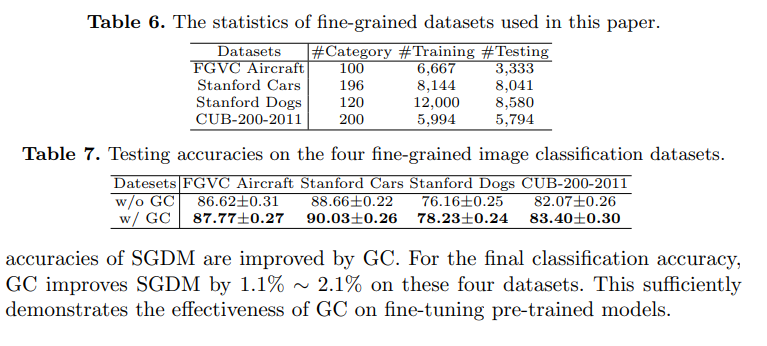 Table 6. The statistics of fine-grained datasets used in this paper.
Datasets #Category #Training #Testing
FGVC Aircraft 100 6,667 3,333
Stanford Cars 196 8,144 8,041
Stanford Dogs 120 12,000 8,580
CUB-200-2011 200 5,994 5,794
Table 7. Testing accuracies on the four fine-grained image classification datasets.
Datesets FGVC Aircraft Stanford Cars Stanford Dogs CUB-200-2011
w/o GC 86.62±0.31 88.66±0.22 76.16±0.25 82.07±0.26
w/ GC 87.77±0.27 90.03±0.26 78.23±0.24 83.40±0.30
accuracies of SGDM are improved by GC. For the final classification accuracy,
GC improves SGDM by 1.1% ∼ 2.1% on these four datasets. This sufficiently
demonstrates the effectiveness of GC on fine-tuning pre-trained models.